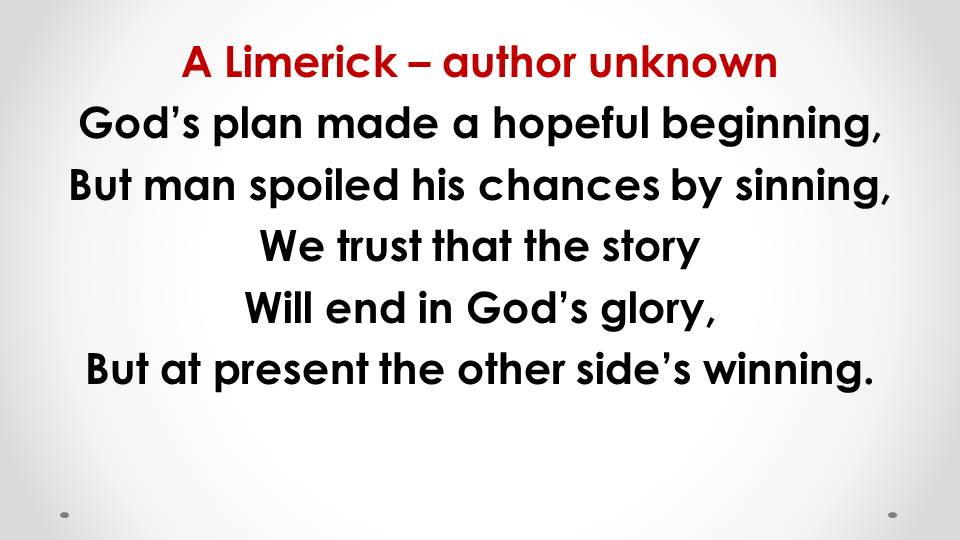 A Limerick – author unknown
God’s plan made a hopeful beginning,
But man spoiled his chances by sinning,
We trust that the story
Will end in God’s glory,
But at present the other side’s winning.